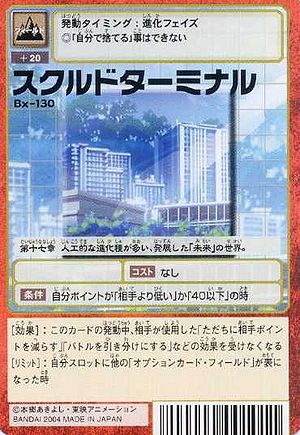 発動タイミング：進化フェイズ
◎「自分で捨てる」事はできない
+20
スクルドターミナル
Bx-130
第十七章 人工的な進化種が多い、発展した「未来」の世界。
コスト なし
条件 自分ポイントが「相手より低い」か「40以下」の時
[効果]：このカードの発動中、相手が使用した「ただちに相手ポイント
を減らす」「バトルを引き分けにする」などの効果を受けなくなる
[リミット]：自分スロットに他の「オプションカード・フィールド」が表に
なった時
©本郷あきよし・東映アニメーション
BANDAI 2004 MADE IN JAPAN